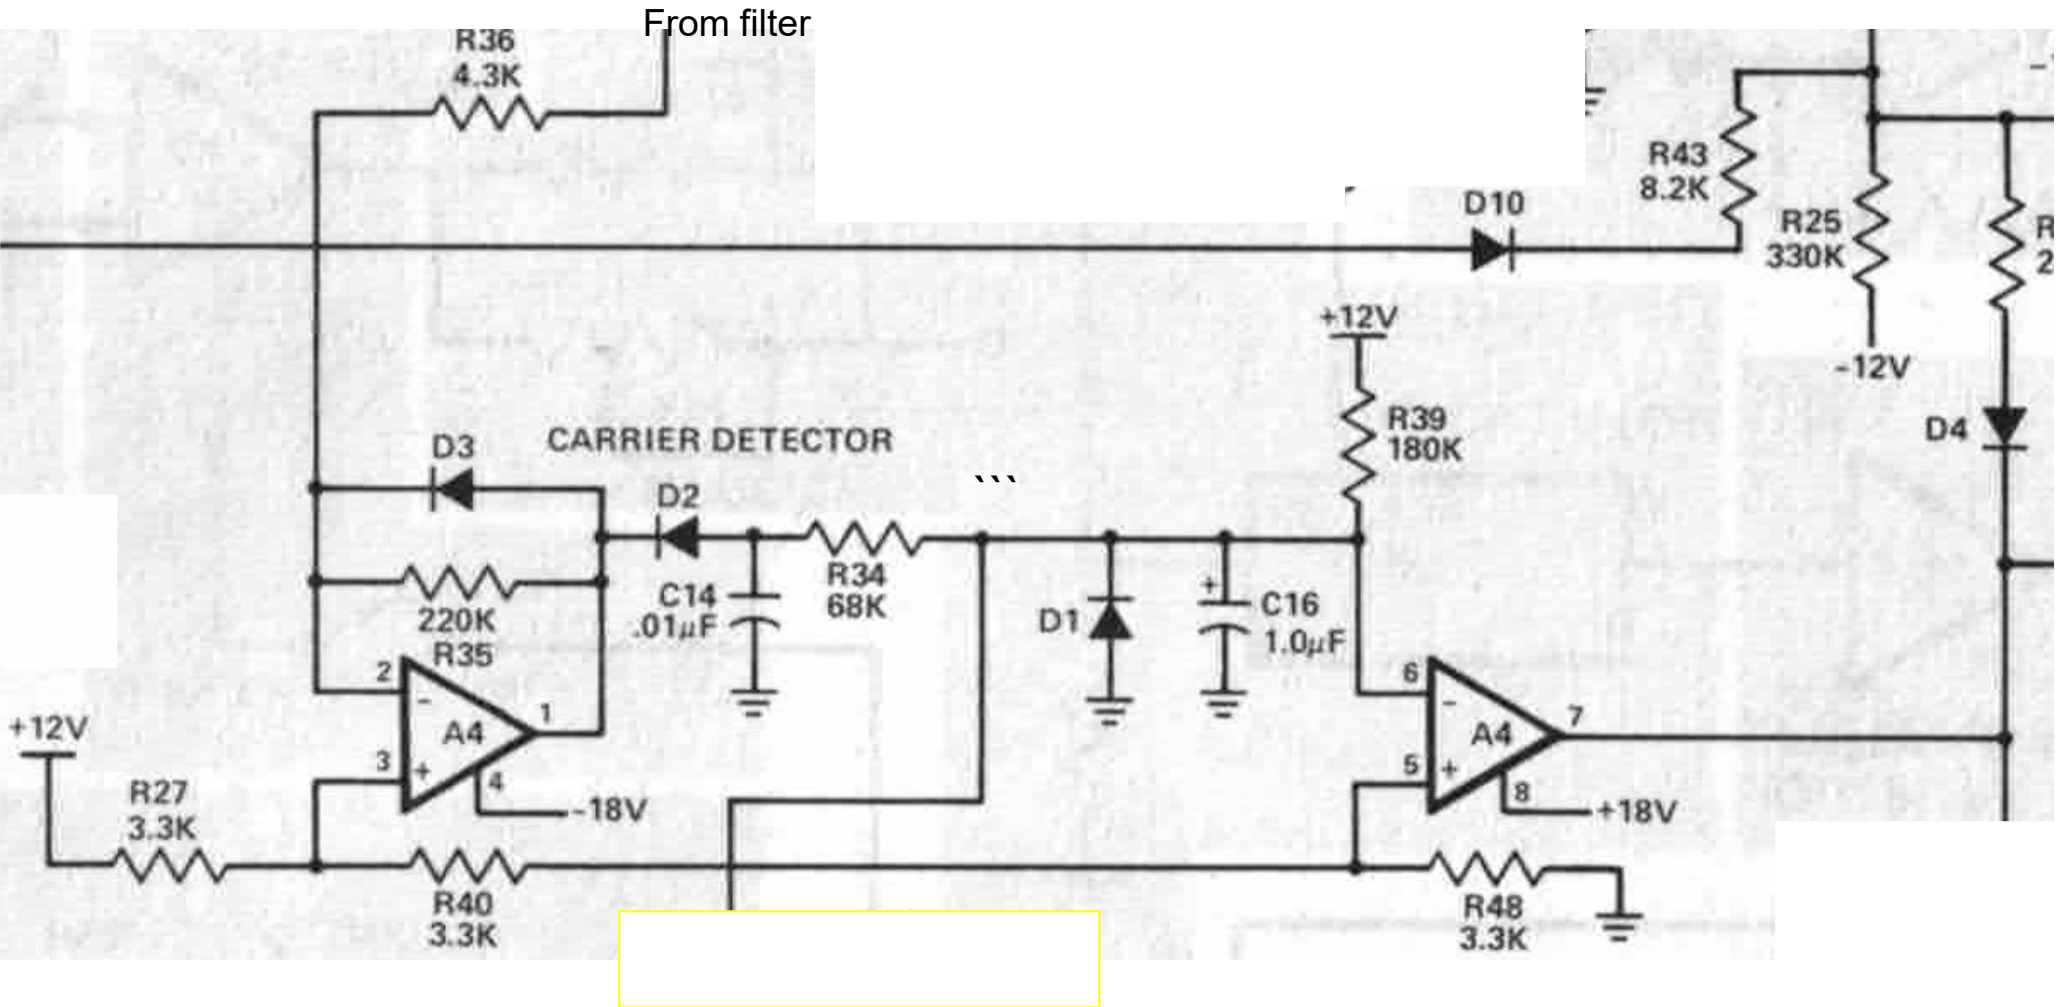 From filter
R36
4.3K
R43
8.2K
D10
R25
330K
R
2
-12V
+12V
R39
180K
D4
D3
CARRIER DETECTOR
D2
```
C14
.01µF
R34
68K
D1
+
C16
1.0µF
220K
R35
2
-
A4
1
3
+
4
-18V
6
-
A4
7
5
+
8
+18V
+12V
R27
3.3K
R40
3.3K
R48
3.3K